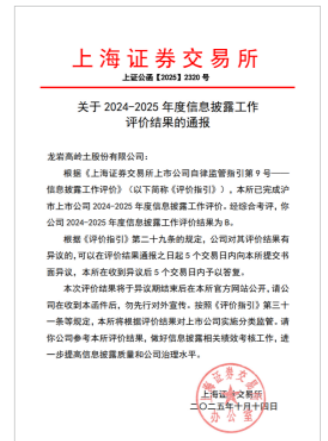 上海证券交易所
上证公函【2025】2320 号
关于 2024-2025 年度信息披露工作
评价结果的通报
龙岩高岭土股份有限公司：
根据《上海证券交易所上市公司自律监管指引第 9 号——
信息披露工作评价》（以下简称《评价指引》），本所已完成沪
市上市公司 2024-2025 年度信息披露工作评价。经综合考评，你
公司 2024-2025 年度信息披露工作评价结果为 B。
根据《评价指引》第二十九条的规定，公司对其评价结果有
异议的，可以在评价结果通报之日起 5 个交易日内向本所提交书
面异议，本所在收到异议后 5 个交易日内予以答复。
本次评价结果将于异议期结束后在本所官方网站公开，请公
司在收到本函件后，勿先行对外宣传。按照《评价指引》第三十
一条等规定，本所将根据评价结果对上市公司实施分类监管。请
你公司参考本所评价结果，做好信息披露相关绩效考核工作，进
一步提高信息披露质量和公司治理水平。
上海证券交易所
办公室
上海证券交易所
二〇二五年十月十四日